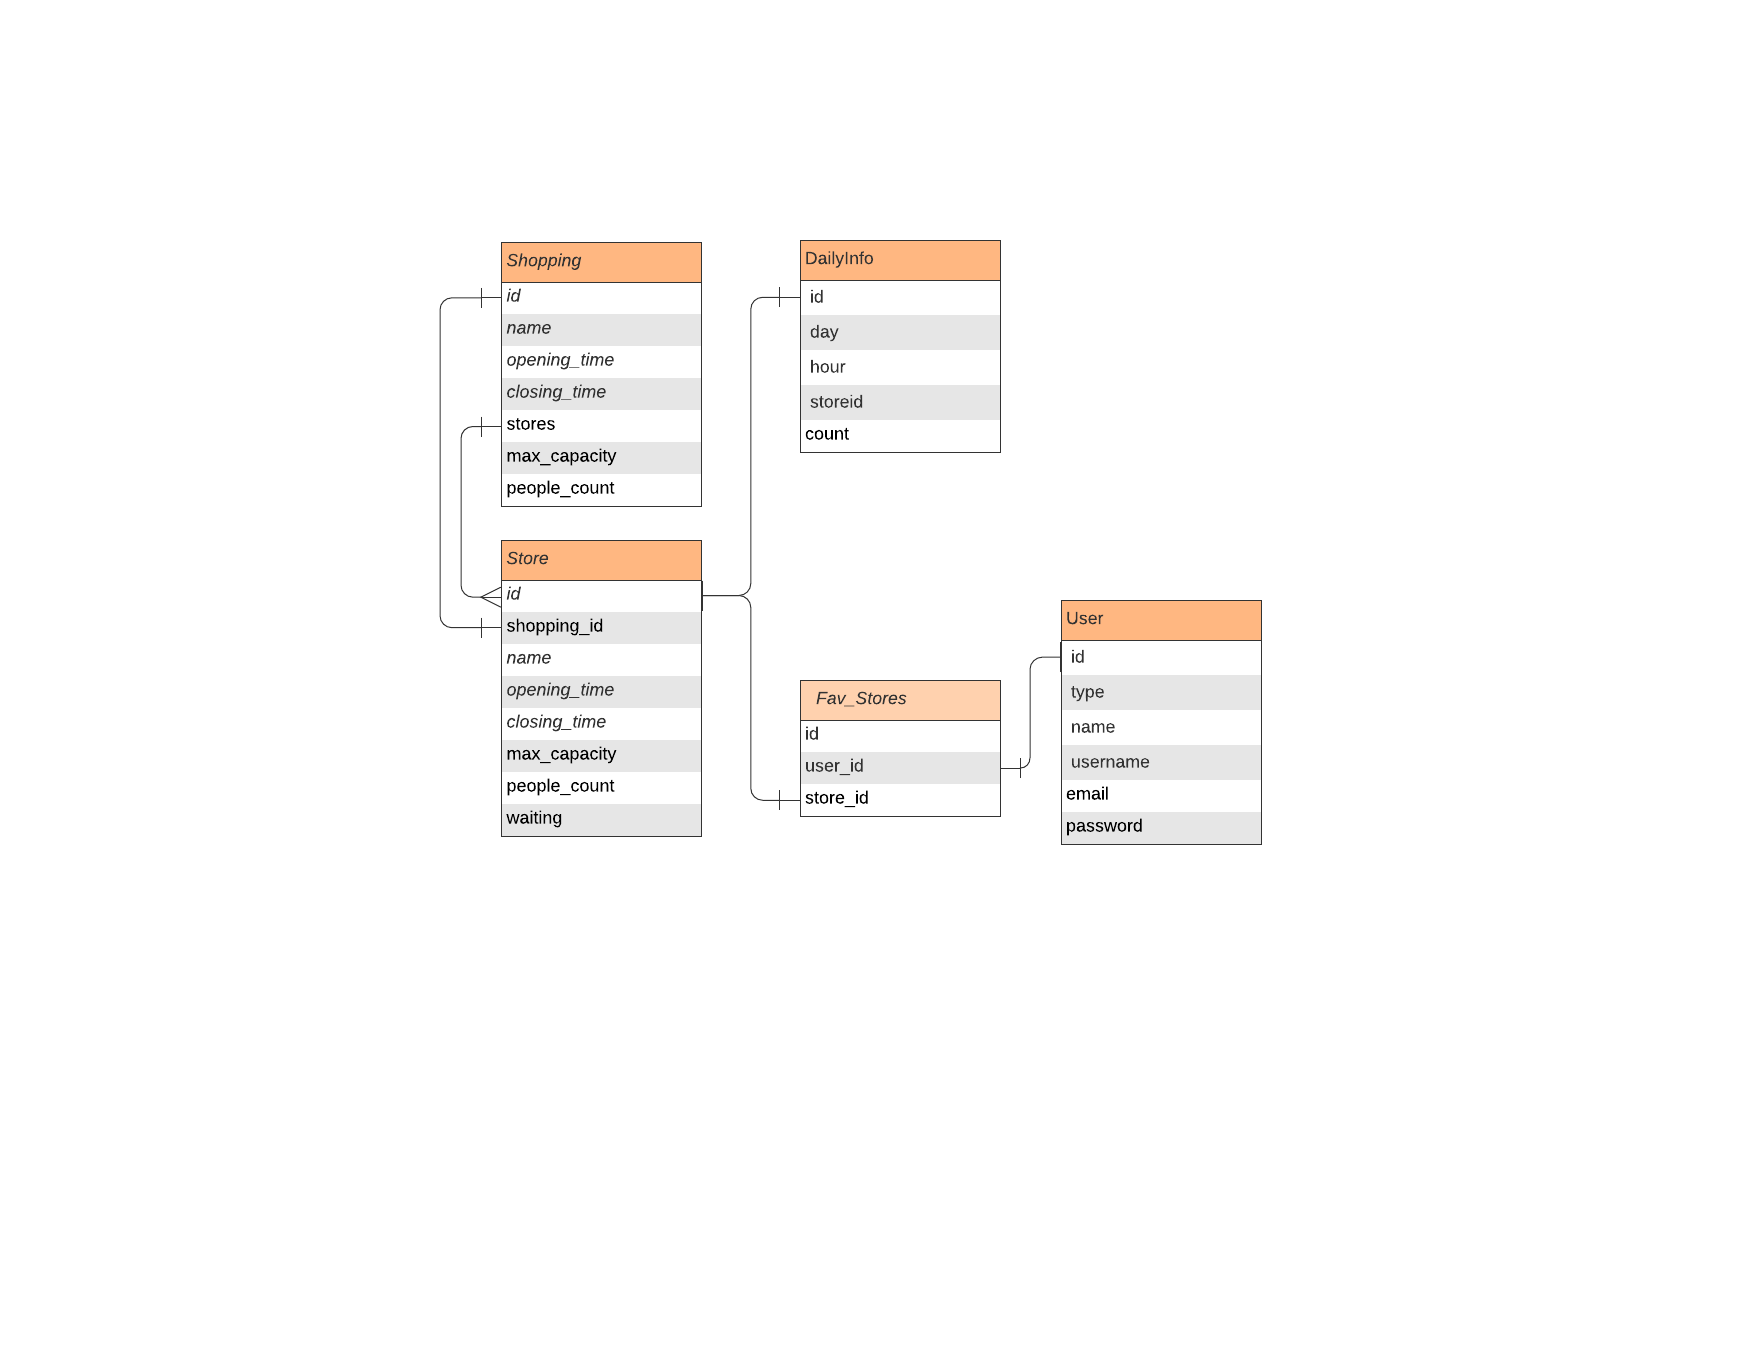 Shopping
id
name
opening_time
closing_time
stores
max_capacity
people_count
Store
id
shopping_id
name
opening_time
closing_time
max_capacity
people_count
waiting
DailyInfo
id
day
hour
storeid
count
Fav_Stores
id
user_id
store_id
User
id
type
name
username
email
password